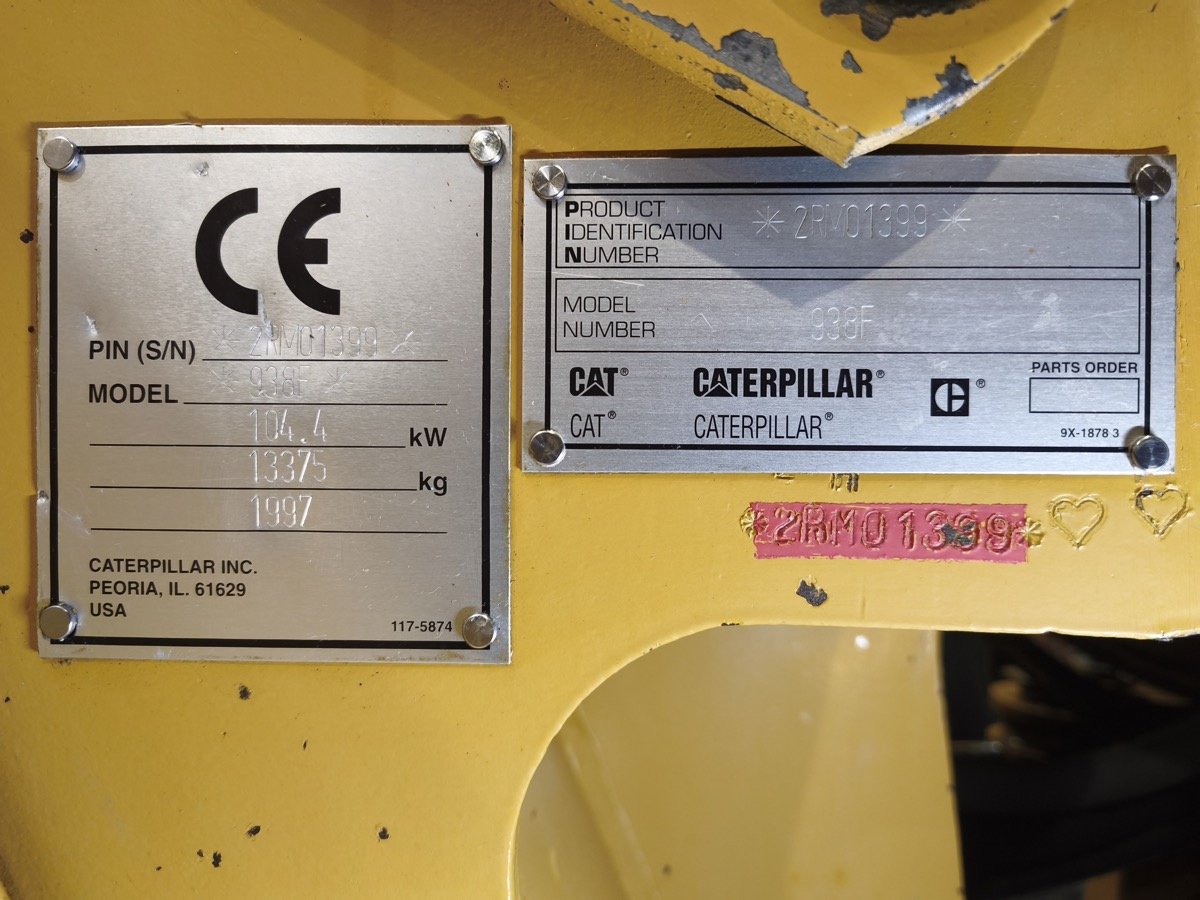 CE
PIN (S/N) *2RM01399*
MODEL *938F*
104.4 kW
13375 kg
1997
CATERPILLAR INC.
PEORIA, IL. 61629
USA
117-5874
PRODUCT
IDENTIFICATION
NUMBER
*2RM01399*
MODEL
NUMBER
938F
CAT® CATERPILLAR® C® PARTS ORDER
CAT® CATERPILLAR®
9X-1878 3
*2RM01399*